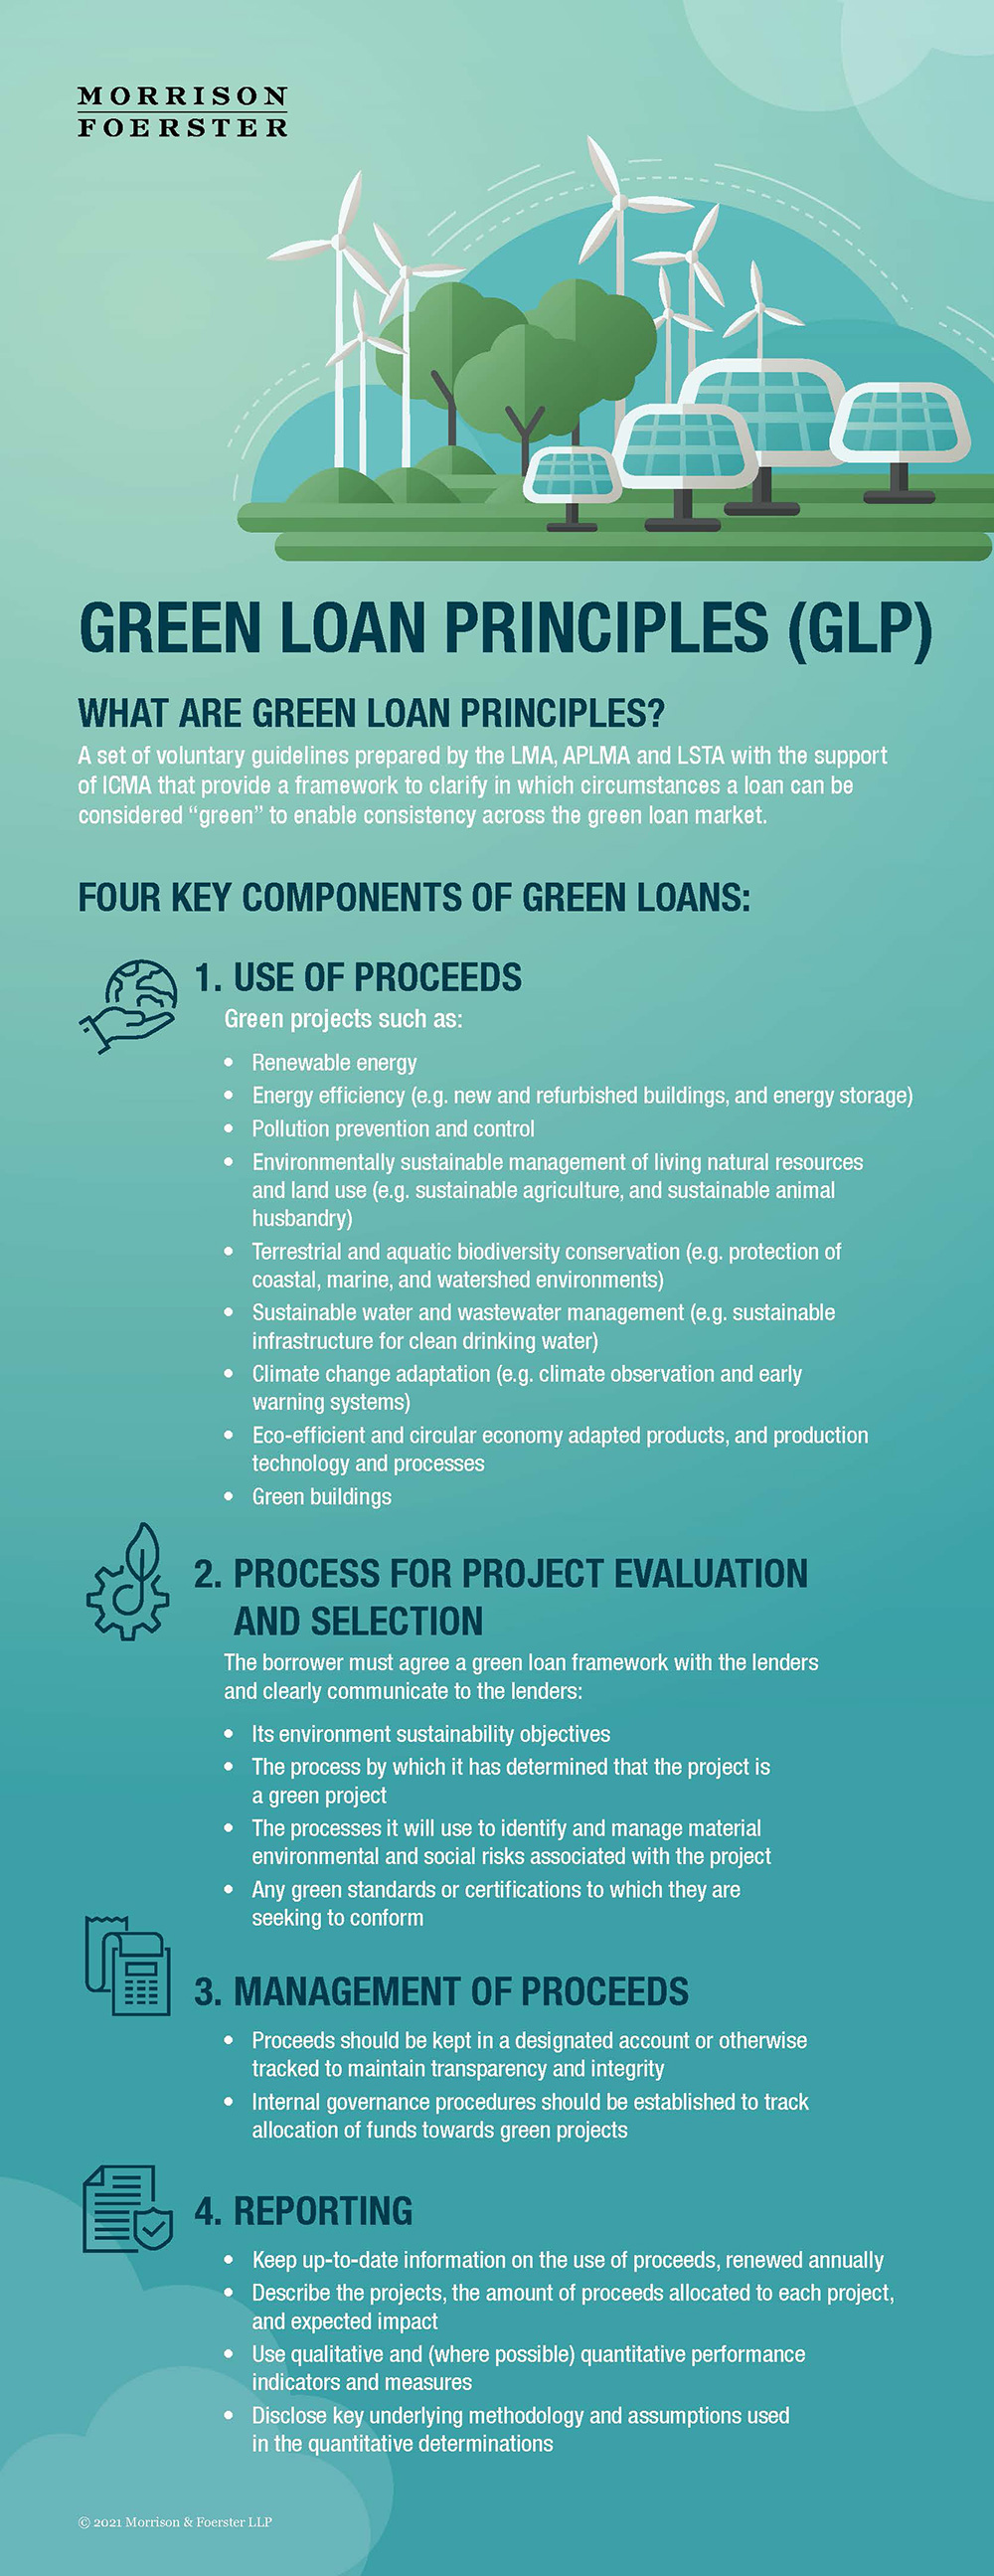 MORRISON
FOERSTER
GREEN LOAN PRINCIPLES (GLP)
WHAT ARE GREEN LOAN PRINCIPLES?
A set of voluntary guidelines prepared by the LMA, APLMA and LSTA with the support
of ICMA that provide a framework to clarify in which circumstances a loan can be
considered “green” to enable consistency across the green loan market.
FOUR KEY COMPONENTS OF GREEN LOANS:
1. USE OF PROCEEDS
Green projects such as:
• Renewable energy
• Energy efficiency (e.g. new and refurbished buildings, and energy storage)
• Pollution prevention and control
• Environmentally sustainable management of living natural resources
and land use (e.g. sustainable agriculture, and sustainable animal
husbandry)
• Terrestrial and aquatic biodiversity conservation (e.g. protection of
coastal, marine, and watershed environments)
• Sustainable water and wastewater management (e.g. sustainable
infrastructure for clean drinking water)
• Climate change adaptation (e.g. climate observation and early
warning systems)
• Eco-efficient and circular economy adapted products, and production
technology and processes
• Green buildings
2. PROCESS FOR PROJECT EVALUATION
AND SELECTION
The borrower must agree a green loan framework with the lenders
and clearly communicate to the lenders:
• Its environment sustainability objectives
• The process by which it has determined that the project is
a green project
• The processes it will use to identify and manage material
environmental and social risks associated with the project
• Any green standards or certifications to which they are
seeking to conform
3. MANAGEMENT OF PROCEEDS
• Proceeds should be kept in a designated account or otherwise
tracked to maintain transparency and integrity
• Internal governance procedures should be established to track
allocation of funds towards green projects
4. REPORTING
• Keep up-to-date information on the use of proceeds, renewed annually
• Describe the projects, the amount of proceeds allocated to each project,
and expected impact
• Use qualitative and (where possible) quantitative performance
indicators and measures
• Disclose key underlying methodology and assumptions used
in the quantitative determinations
© 2021 Morrison & Foerster LLP